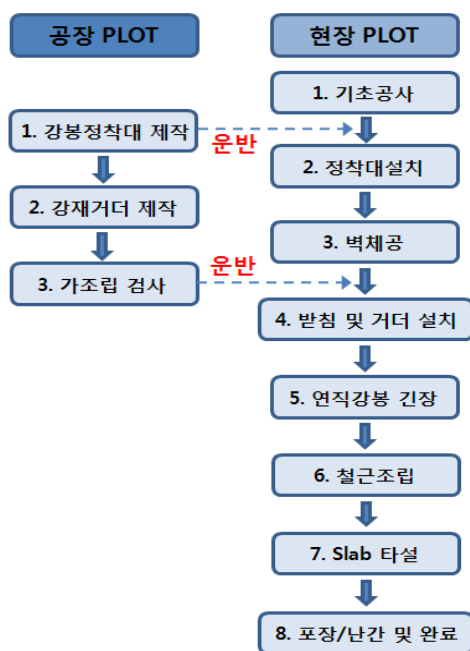 공장 PLOT
현장 PLOT
1. 기초공사
1. 강봉정착대 제작
운반
2. 정착대설치
2. 강재거더 제작
3. 벽체공
3. 가조립 검사
운반
4. 받침 및 거더 설치
5. 연직강봉 긴장
6. 철근조립
7. Slab 타설
8. 포장/난간 및 완료